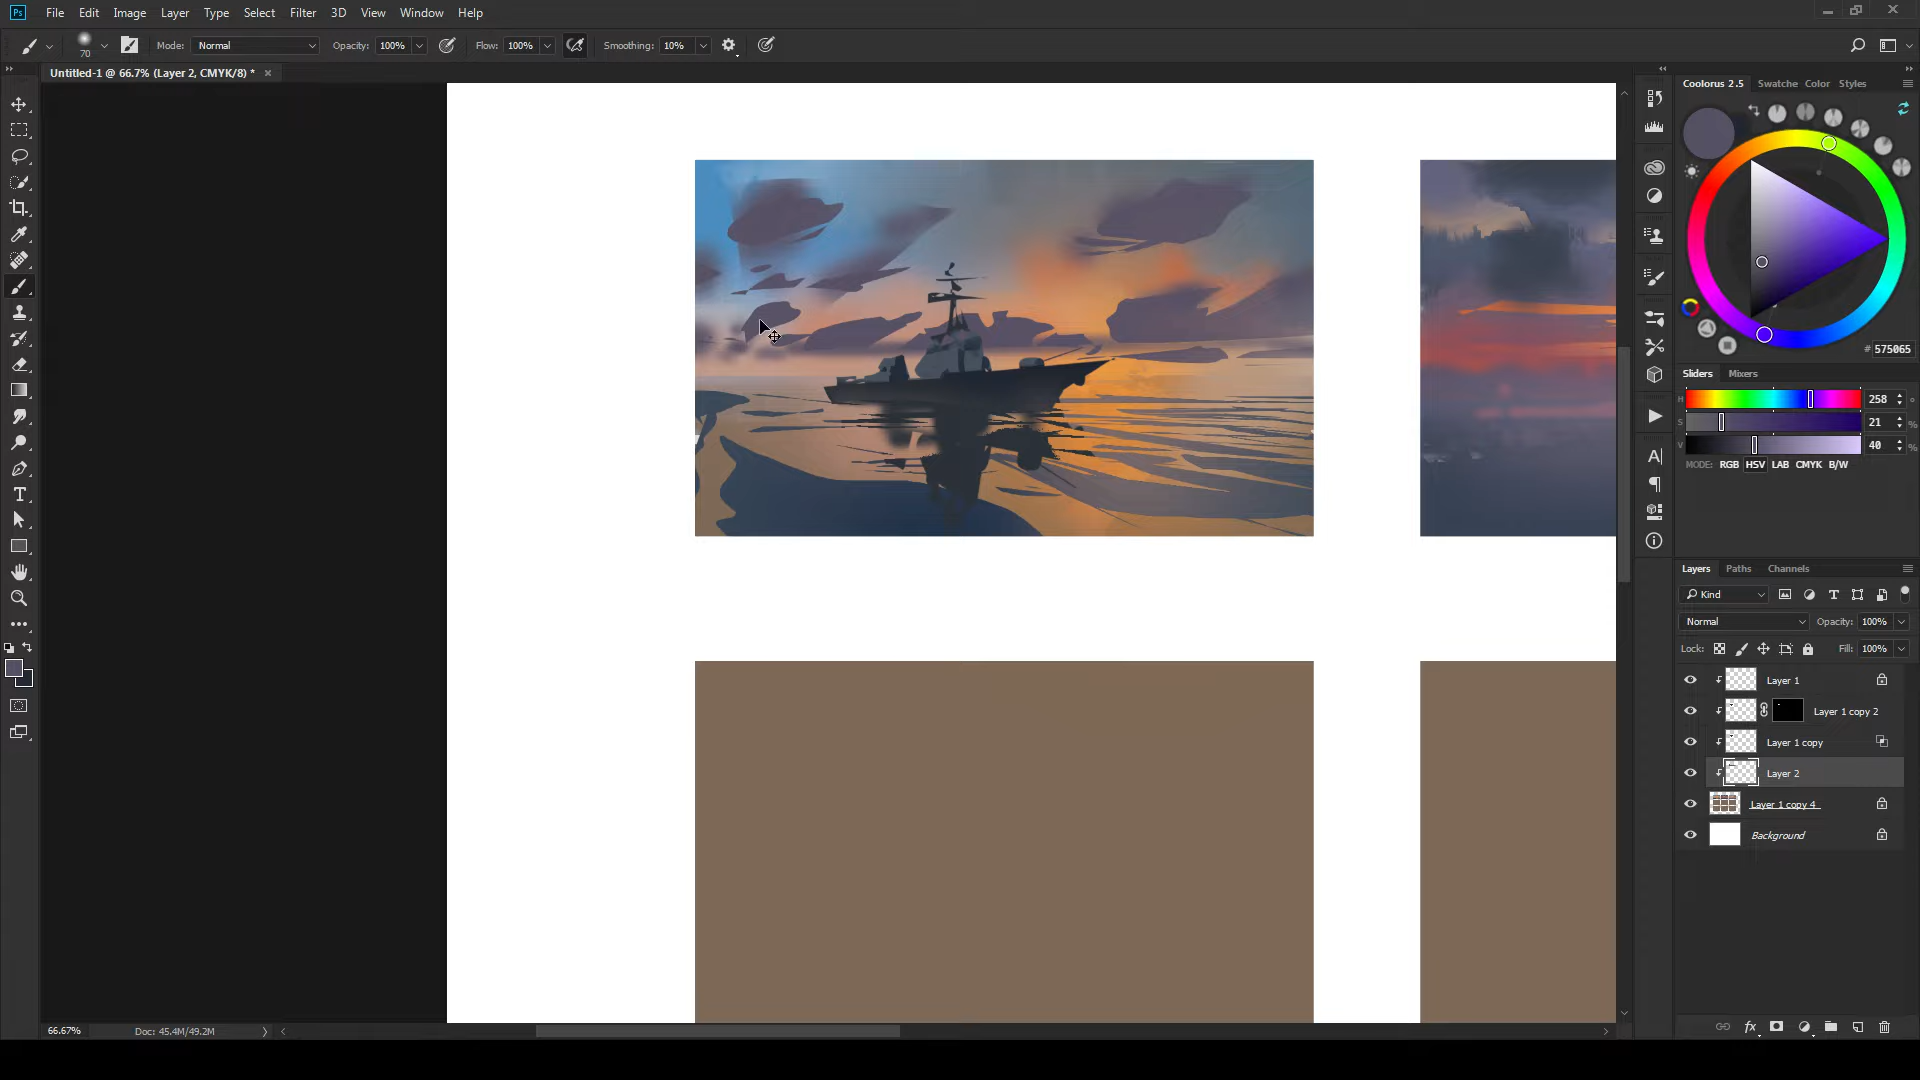 Ps File Edit Image Layer Type Select Filter 3D View Window Help
70 Mode: Normal Opacity: 100% Flow: 100% Smoothing: 10%
Untitled-1 @ 66.7% (Layer 2, CMYK/8) * ×
Coolorus 2.5 Swatche Color Styles
# 575065
Sliders Mixers
H 258 °
S 21 %
V 40 %
MODE: RGB HSV LAB CMYK B/W
Layers Paths Channels
Kind
Normal Opacity: 100%
Lock: Fill: 100%
Layer 1
Layer 1 copy 2
Layer 1 copy
Layer 2
Layer 1 copy 4
Background
66.67% Doc: 45.4M/49.2M